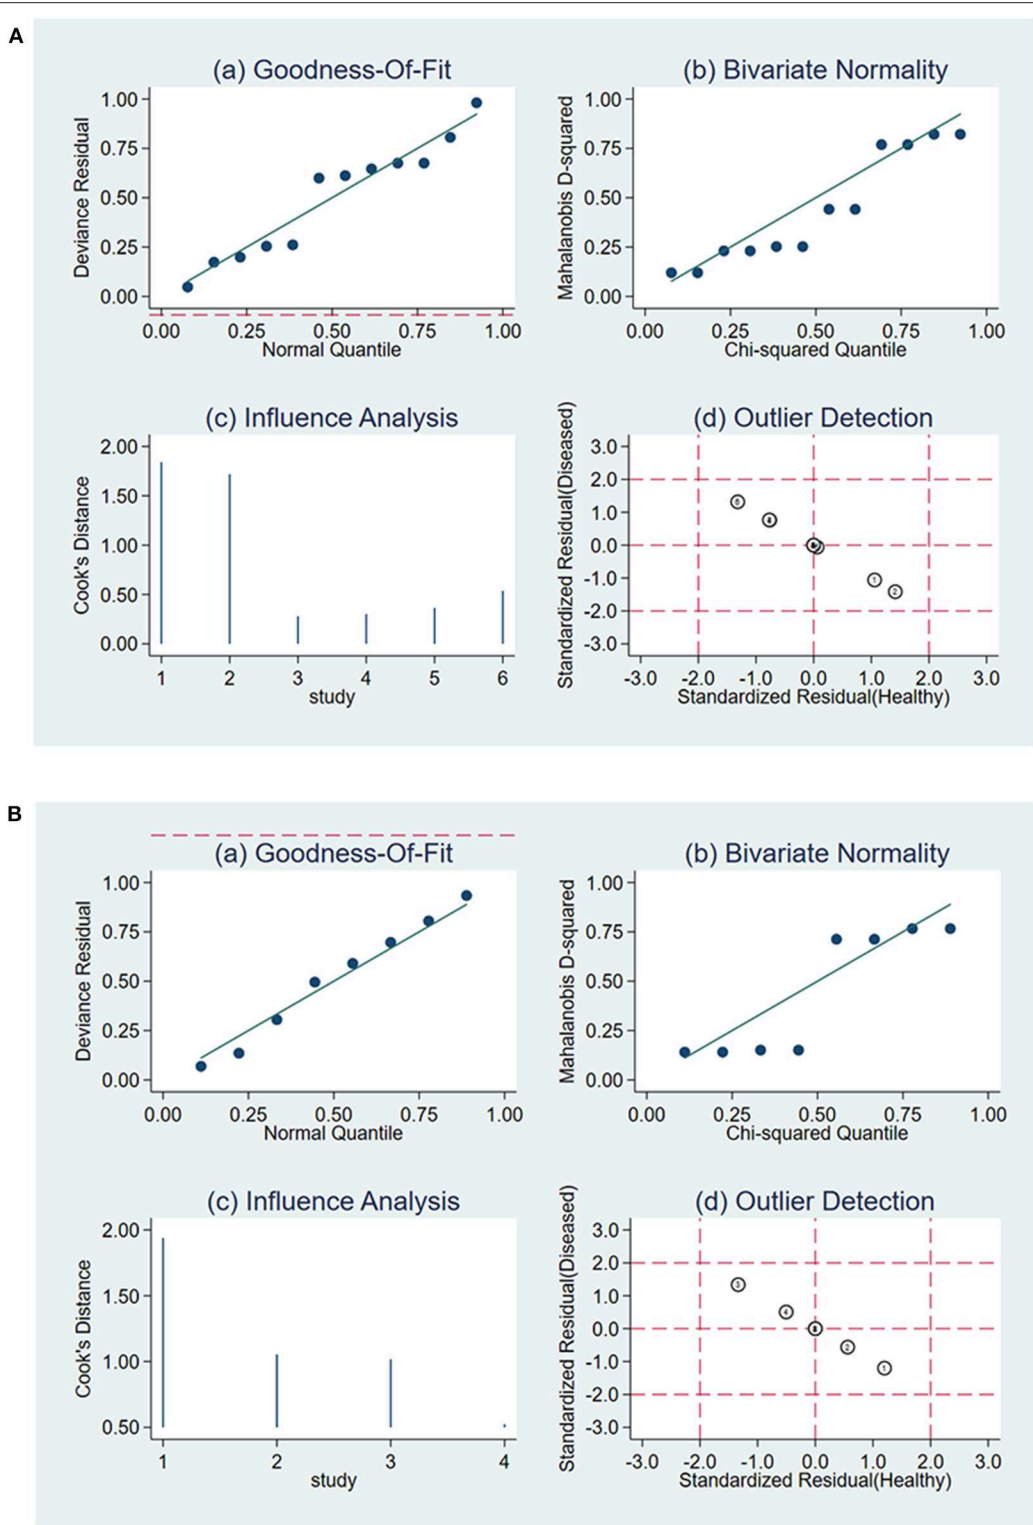 A
(a) Goodness-Of-Fit
Deviance Residual
1.00
0.75
0.50
0.25
0.00
0.00 0.25 0.50 0.75 1.00
Normal Quantile
(b) Bivariate Normality
Mahalanobis D-squared
1.00
0.75
0.50
0.25
0.00
0.00 0.25 0.50 0.75 1.00
Chi-squared Quantile
(c) Influence Analysis
Cook's Distance
2.00
1.50
1.00
0.50
0.00
1 2 3 4 5 6
study
(d) Outlier Detection
Standardized Residual(Diseased)
3.0
2.0
1.0
0.0
-1.0
-2.0
-3.0
1
2
-3.0 -2.0 -1.0 0.0 1.0 2.0 3.0
Standardized Residual(Healthy)
B
(a) Goodness-Of-Fit
Deviance Residual
1.00
0.75
0.50
0.25
0.00
0.00 0.25 0.50 0.75 1.00
Normal Quantile
(b) Bivariate Normality
Mahalanobis D-squared
1.00
0.75
0.50
0.25
0.00
0.00 0.25 0.50 0.75 1.00
Chi-squared Quantile
(c) Influence Analysis
Cook's Distance
2.00
1.50
1.00
0.50
1 2 3 4
study
(d) Outlier Detection
Standardized Residual(Diseased)
3.0
2.0
1.0
0.0
-1.0
-2.0
-3.0
3
4
2
1
-3.0 -2.0 -1.0 0.0 1.0 2.0 3.0
Standardized Residual(Healthy)